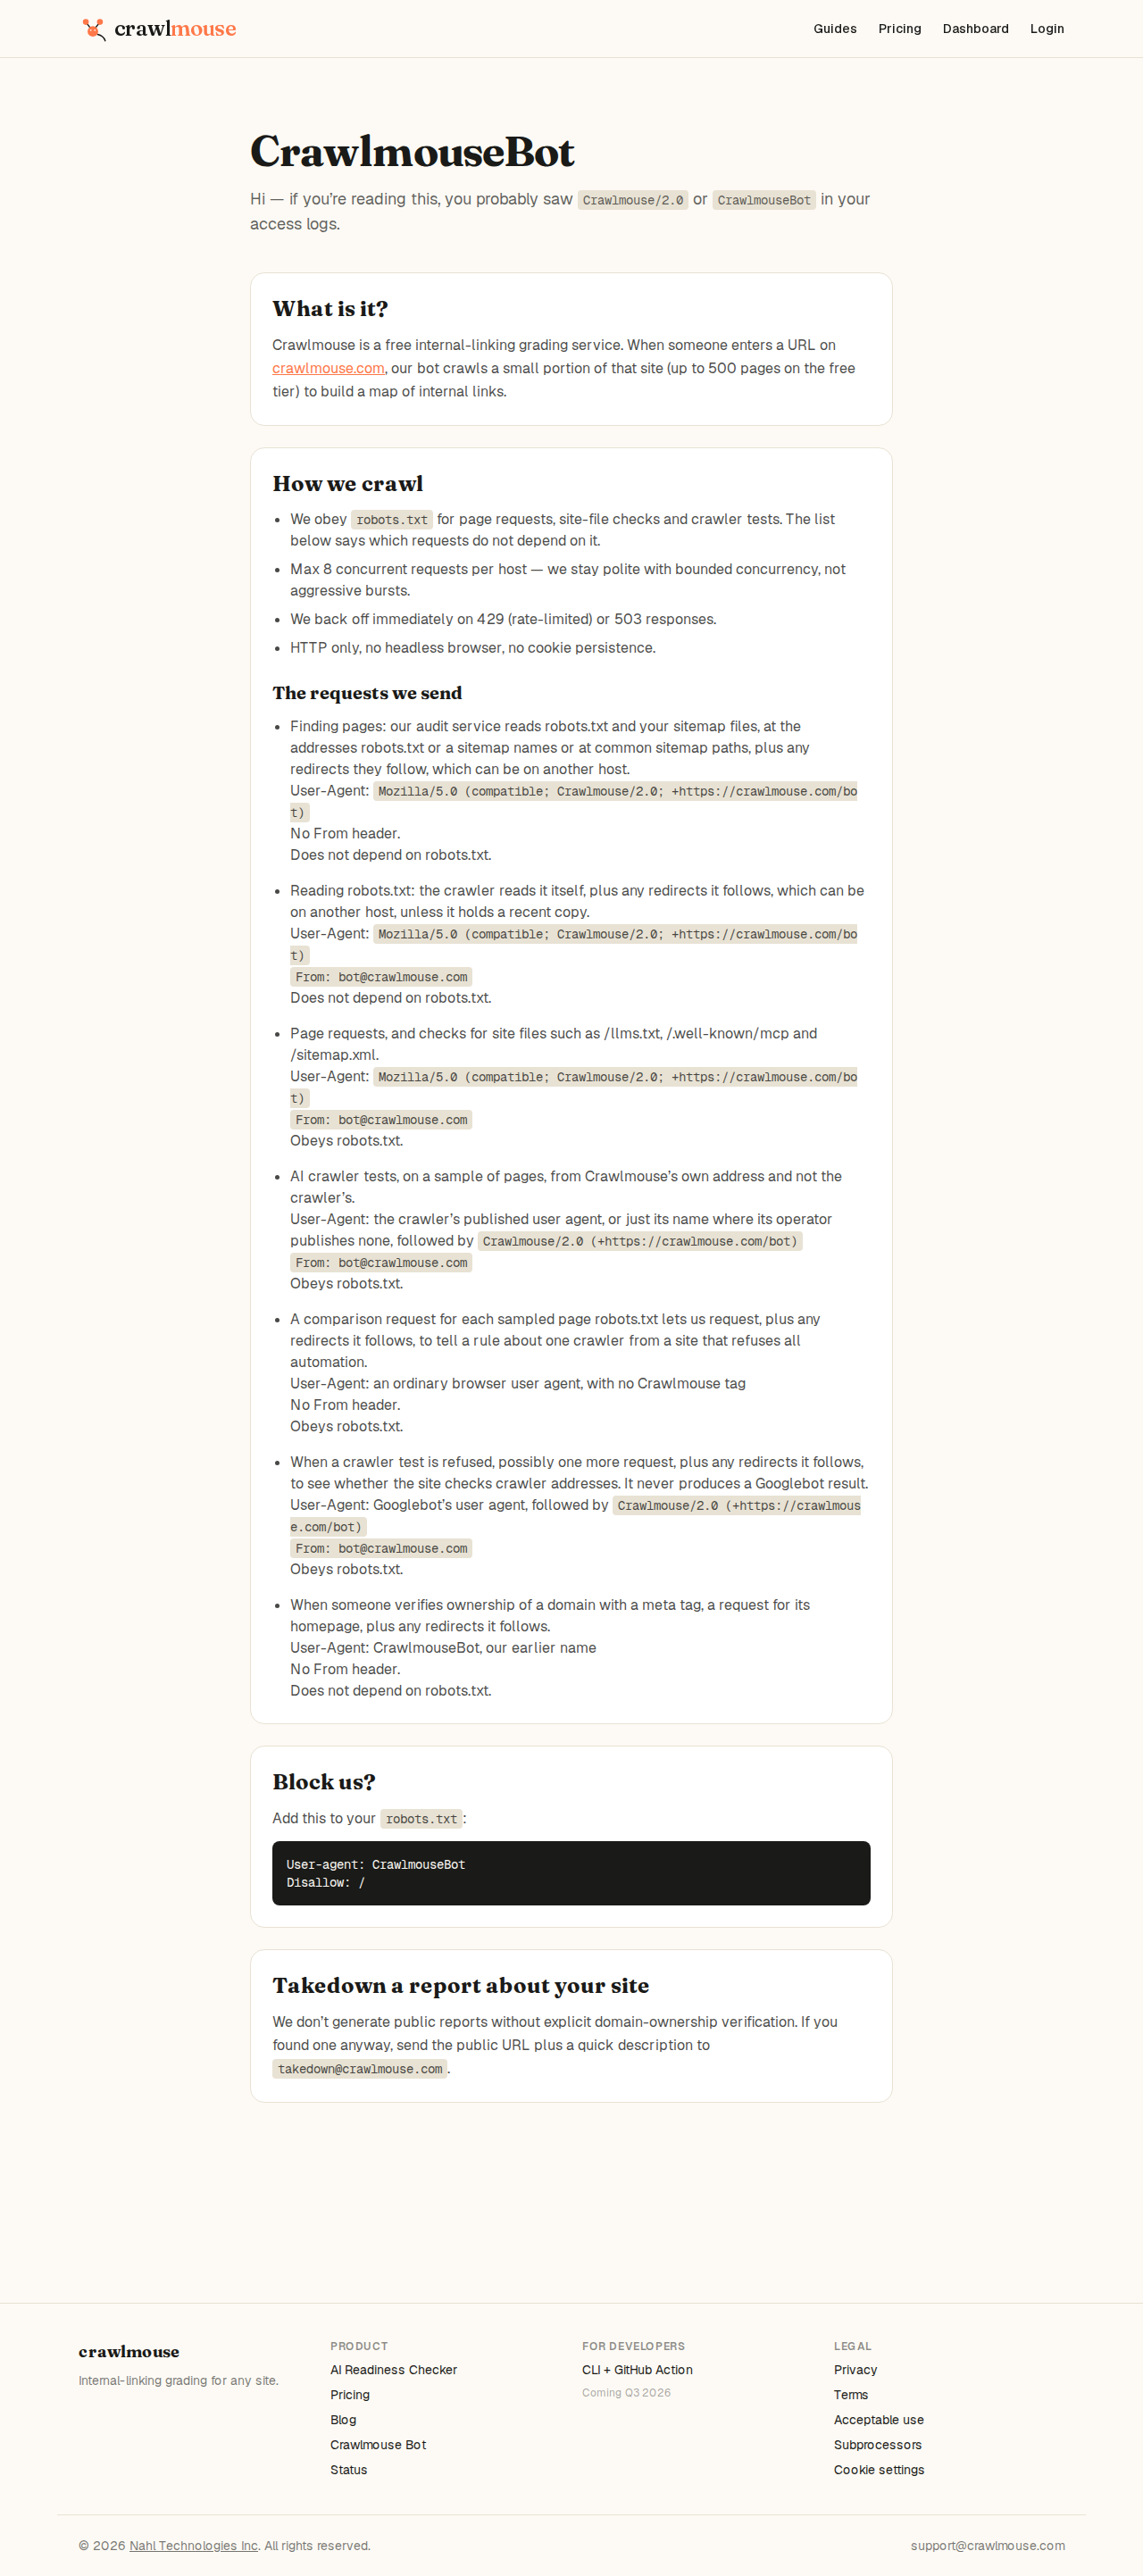 crawlmouse
Guides Pricing Dashboard Login
CrawlmouseBot
Hi — if you’re reading this, you probably saw Crawlmouse/2.0 or CrawlmouseBot in your
access logs.
What is it?
Crawlmouse is a free internal-linking grading service. When someone enters a URL on
crawlmouse.com, our bot crawls a small portion of that site (up to 500 pages on the free
tier) to build a map of internal links.
How we crawl
• We obey robots.txt for page requests, site-file checks and crawler tests. The list
below says which requests do not depend on it.
• Max 8 concurrent requests per host — we stay polite with bounded concurrency, not
aggressive bursts.
• We back off immediately on 429 (rate-limited) or 503 responses.
• HTTP only, no headless browser, no cookie persistence.
The requests we send
• Finding pages: our audit service reads robots.txt and your sitemap files, at the
addresses robots.txt or a sitemap names or at common sitemap paths, plus any
redirects they follow, which can be on another host.
User-Agent: Mozilla/5.0 (compatible; Crawlmouse/2.0; +https://crawlmouse.com/bo
t)
No From header.
Does not depend on robots.txt.
• Reading robots.txt: the crawler reads it itself, plus any redirects it follows, which can be
on another host, unless it holds a recent copy.
User-Agent: Mozilla/5.0 (compatible; Crawlmouse/2.0; +https://crawlmouse.com/bo
t)
From: bot@crawlmouse.com
Does not depend on robots.txt.
• Page requests, and checks for site files such as /llms.txt, /.well-known/mcp and
/sitemap.xml.
User-Agent: Mozilla/5.0 (compatible; Crawlmouse/2.0; +https://crawlmouse.com/bo
t)
From: bot@crawlmouse.com
Obeys robots.txt.
• AI crawler tests, on a sample of pages, from Crawlmouse’s own address and not the
crawler’s.
User-Agent: the crawler’s published user agent, or just its name where its operator
publishes none, followed by Crawlmouse/2.0 (+https://crawlmouse.com/bot)
From: bot@crawlmouse.com
Obeys robots.txt.
• A comparison request for each sampled page robots.txt lets us request, plus any
redirects it follows, to tell a rule about one crawler from a site that refuses all
automation.
User-Agent: an ordinary browser user agent, with no Crawlmouse tag
No From header.
Obeys robots.txt.
• When a crawler test is refused, possibly one more request, plus any redirects it follows,
to see whether the site checks crawler addresses. It never produces a Googlebot result.
User-Agent: Googlebot’s user agent, followed by Crawlmouse/2.0 (+https://crawlmous
e.com/bot)
From: bot@crawlmouse.com
Obeys robots.txt.
• When someone verifies ownership of a domain with a meta tag, a request for its
homepage, plus any redirects it follows.
User-Agent: CrawlmouseBot, our earlier name
No From header.
Does not depend on robots.txt.
Block us?
Add this to your robots.txt:
User-agent: CrawlmouseBot
Disallow: /
Takedown a report about your site
We don’t generate public reports without explicit domain-ownership verification. If you
found one anyway, send the public URL plus a quick description to
takedown@crawlmouse.com.
crawlmouse
Internal-linking grading for any site.
PRODUCT
AI Readiness Checker
Pricing
Blog
Crawlmouse Bot
Status
FOR DEVELOPERS
CLI + GitHub Action
Coming Q3 2026
LEGAL
Privacy
Terms
Acceptable use
Subprocessors
Cookie settings
© 2026 Nahl Technologies Inc. All rights reserved.
support@crawlmouse.com